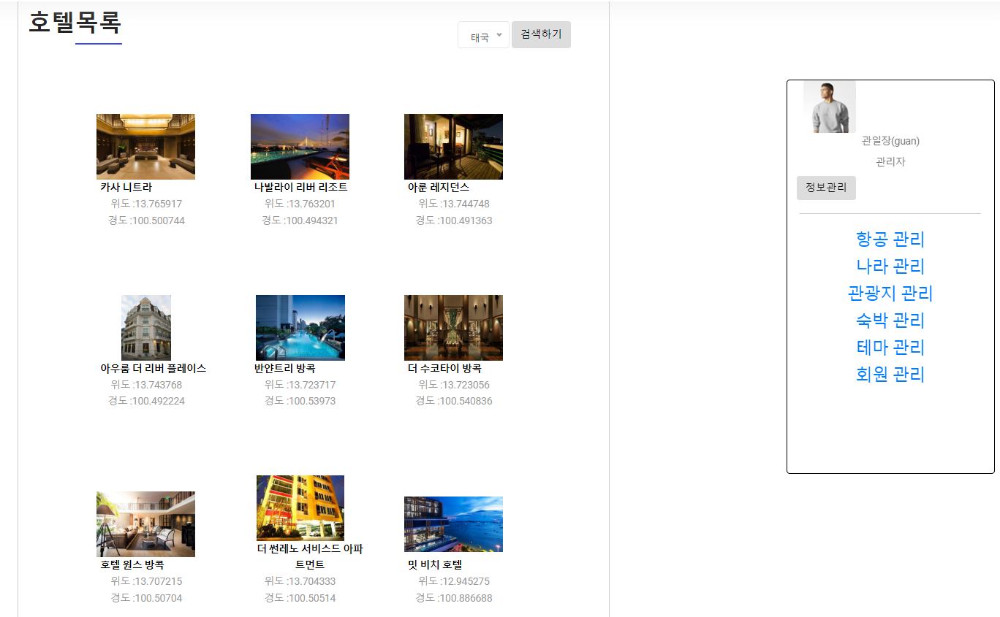 호텔목록
태국
검색하기
카사 니트라
위도 :13.765917
경도 :100.500744
나발라이 리버 리조트
위도 :13.763201
경도 :100.494321
아룬 레지던스
위도 :13.744748
경도 :100.491363
아우룸 더 리버 플레이스
위도 :13.743768
경도 :100.492224
반얀트리 방콕
위도 :13.723717
경도 :100.53973
더 수코타이 방콕
위도 :13.723056
경도 :100.540836
호텔 원스 방콕
위도 :13.707215
경도 :100.50704
더 썬레노 서비스드 아파
트먼트
위도 :13.704333
경도 :100.50514
밋 비치 호텔
위도 :12.945275
경도 :100.886688
관일장(guan)
관리자
정보관리
항공 관리
나라 관리
관광지 관리
숙박 관리
테마 관리
회원 관리